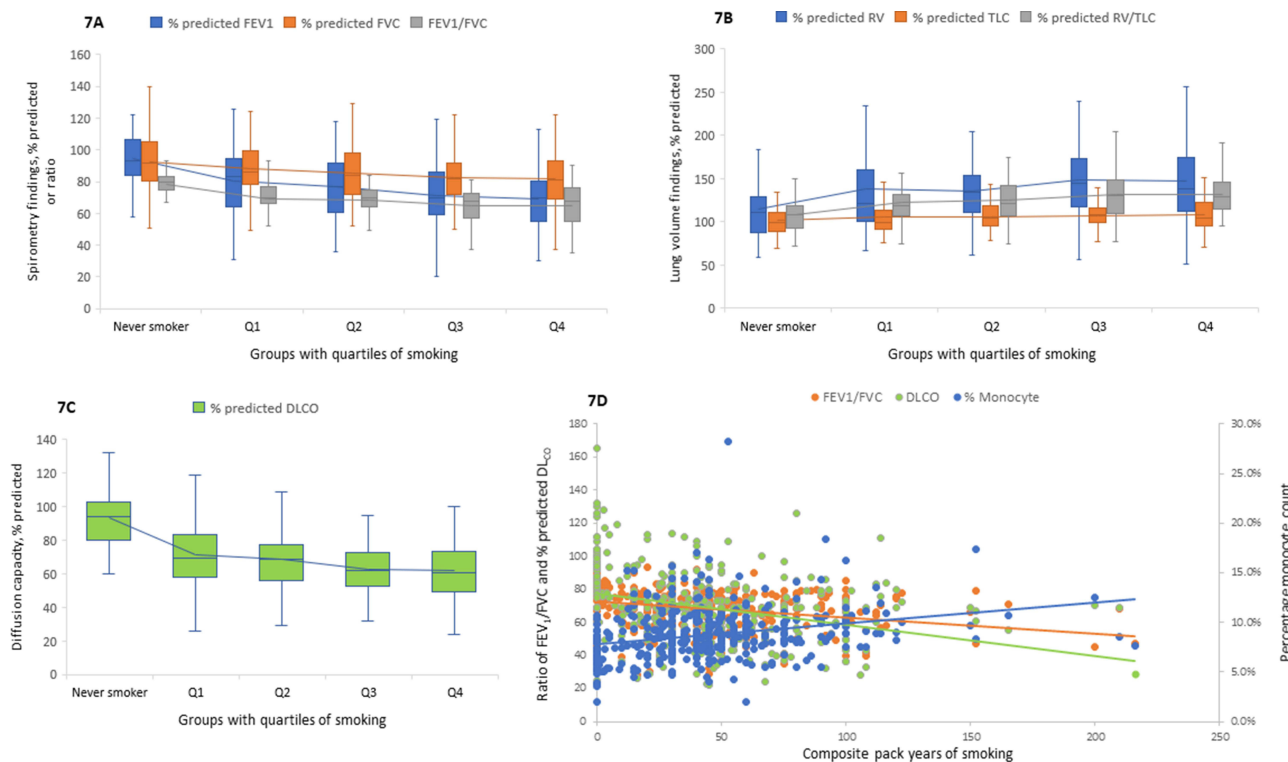 7A
% predicted FEV1 % predicted FVC FEV1/FVC
160
140
120
100
80
60
40
20
0
Spirometry findings, % predicted
or ratio
Never smoker Q1 Q2 Q3 Q4
Groups with quartiles of smoking
7B
% predicted RV % predicted TLC % predicted RV/TLC
300
250
200
150
100
50
0
Lung volume findings, % predicted
Never smoker Q1 Q2 Q3 Q4
Groups with quartiles of smoking
7C
% predicted DLCO
140
120
100
80
60
40
20
0
Diffusion capacity, % predicted
Never smoker Q1 Q2 Q3 Q4
Groups with quartiles of smoking
7D
FEV1/FVC DLCO % Monocyte
180
160
140
120
100
80
60
40
20
0
Ratio of FEV1/FVC and % predicted DLCO
30.0%
25.0%
20.0%
15.0%
10.0%
5.0%
0.0%
Percentage monocyte count
0 50 100 150 200 250
Composite pack years of smoking